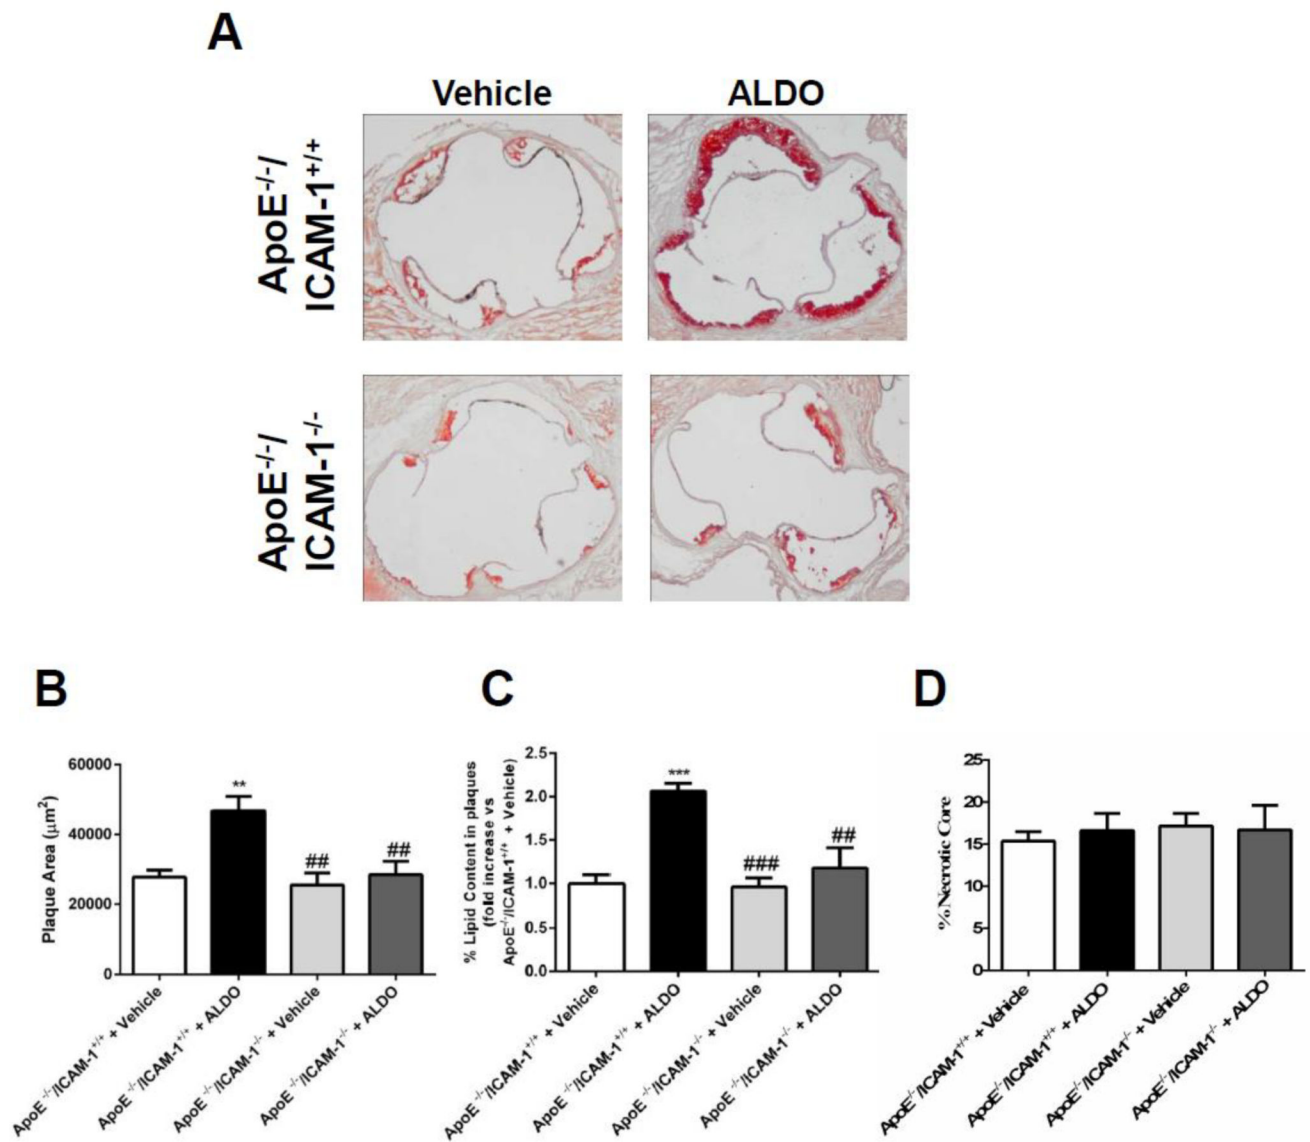 A
Vehicle
ALDO
ApoE-/-/
ICAM-1+/+
ApoE-/-/
ICAM-1-/-
B
Plaque Area (μm2)
60000
40000
20000
0
**
##
##
ApoE-/-/ICAM-1+/+ + Vehicle
ApoE-/-/ICAM-1+/+ + ALDO
ApoE-/-/ICAM-1-/- + Vehicle
ApoE-/-/ICAM-1-/- + ALDO
C
% Lipid Content in plaques
(fold increase vs
ApoE-/-/ICAM-1+/+ + Vehicle)
2.5
2.0
1.5
1.0
0.5
0.0
***
###
##
ApoE-/-/ICAM-1+/+ + Vehicle
ApoE-/-/ICAM-1+/+ + ALDO
ApoE-/-/ICAM-1-/- + Vehicle
ApoE-/-/ICAM-1-/- + ALDO
D
% Necrotic Core
25
20
15
10
5
0
ApoE-/-/ICAM-1+/+ + Vehicle
ApoE-/-/ICAM-1+/+ + ALDO
ApoE-/-/ICAM-1-/- + Vehicle
ApoE-/-/ICAM-1-/- + ALDO